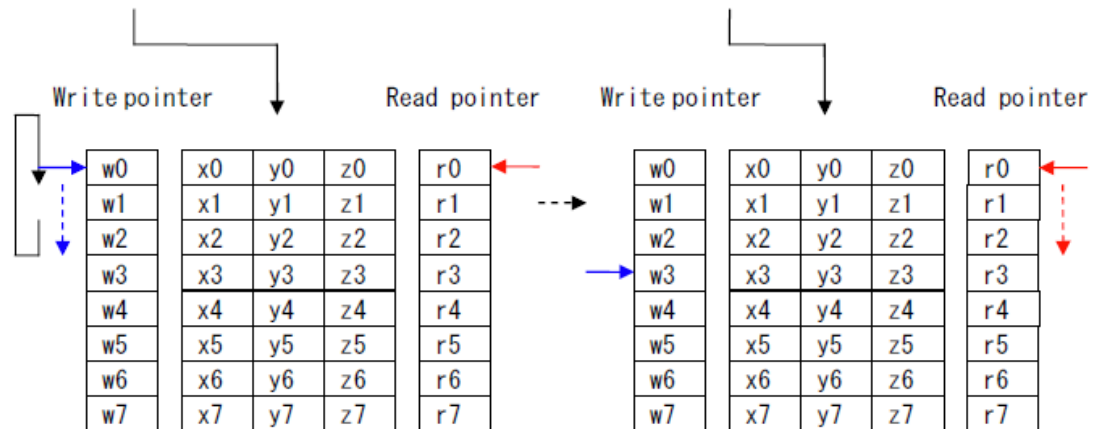 Write pointer Read pointer Write pointer Read pointer
w0 x0 y0 z0 r0 w0 x0 y0 z0 r0
w1 x1 y1 z1 r1 w1 x1 y1 z1 r1
w2 x2 y2 z2 r2 w2 x2 y2 z2 r2
w3 x3 y3 z3 r3 w3 x3 y3 z3 r3
w4 x4 y4 z4 r4 w4 x4 y4 z4 r4
w5 x5 y5 z5 r5 w5 x5 y5 z5 r5
w6 x6 y6 z6 r6 w6 x6 y6 z6 r6
w7 x7 y7 z7 r7 w7 x7 y7 z7 r7